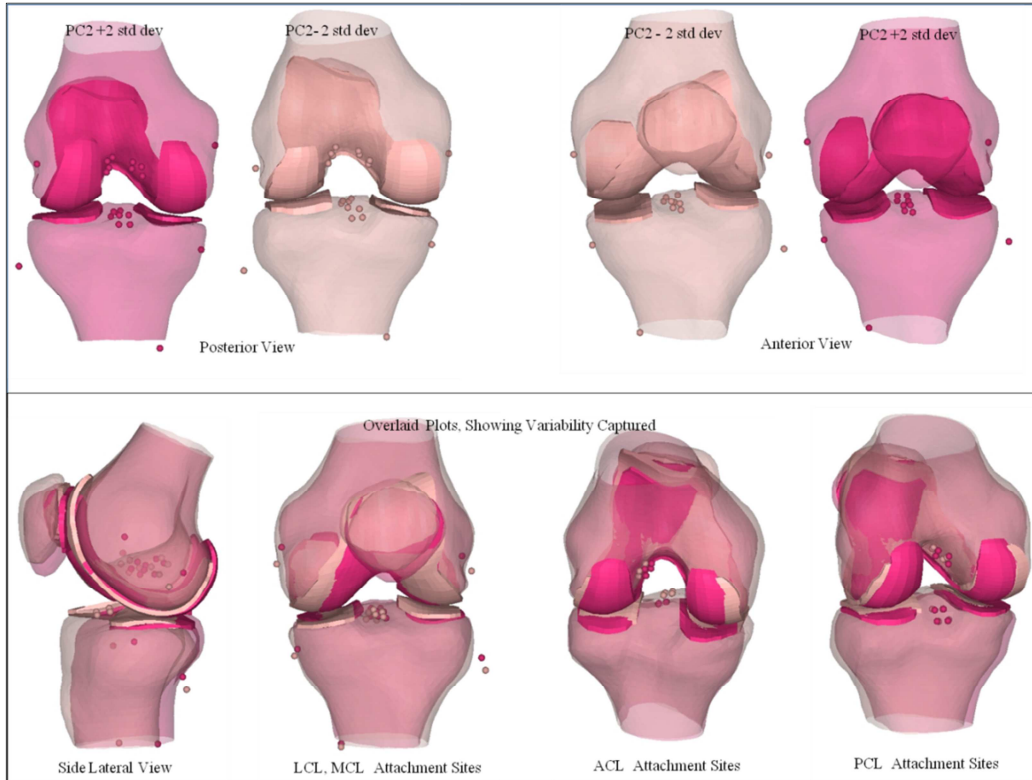 PC2+2 std dev
PC2- 2 std dev
PC2 - 2 std dev
PC2 +2 std dev
Posterior View
Anterior View
Overlaid Plots, Showing Variability Captured
Side Lateral View
LCL, MCL Attachment Sites
ACL Attachment Sites
PCL Attachment Sites